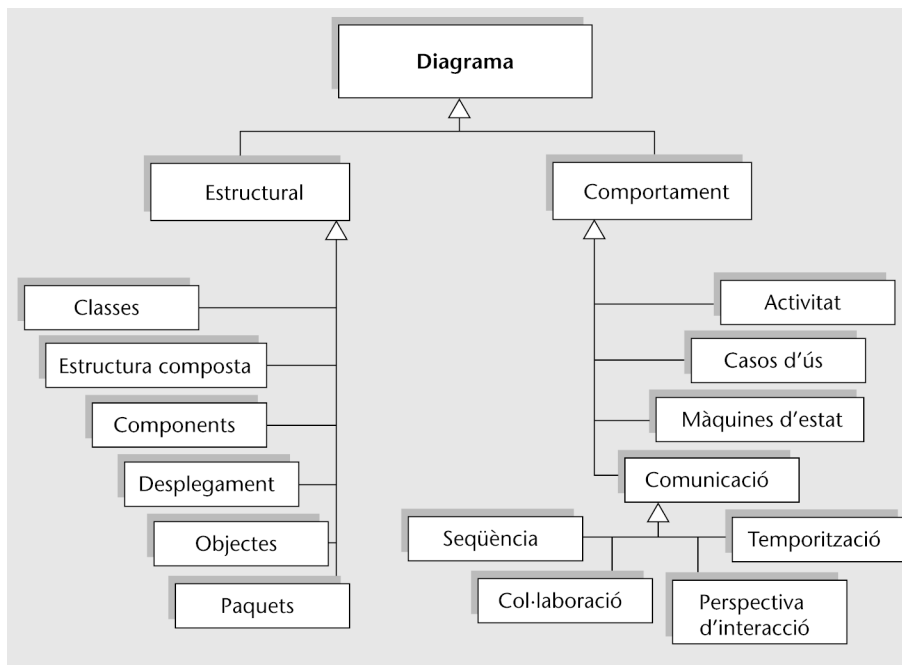 Diagrama
Estructural
Comportament
Classes
Activitat
Estructura composta
Casos d'ús
Components
Màquines d'estat
Desplegament
Comunicació
Objectes
Seqüència
Temporització
Paquets
Col·laboració
Perspectiva
d'interacció